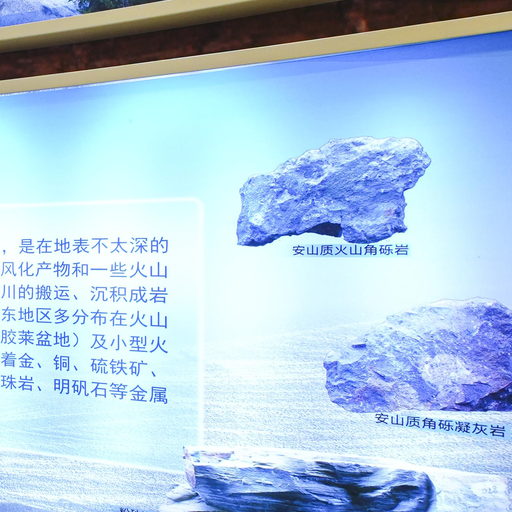 ，是在地表不太深的
风化产物和一些火山
川的搬运、沉积成岩
东地区多分布在火山
胶莱盆地）及小型火
着金、铜、硫铁矿、
珠岩、明矾石等金属
安山质火山角砾岩
安山质角砾凝灰岩